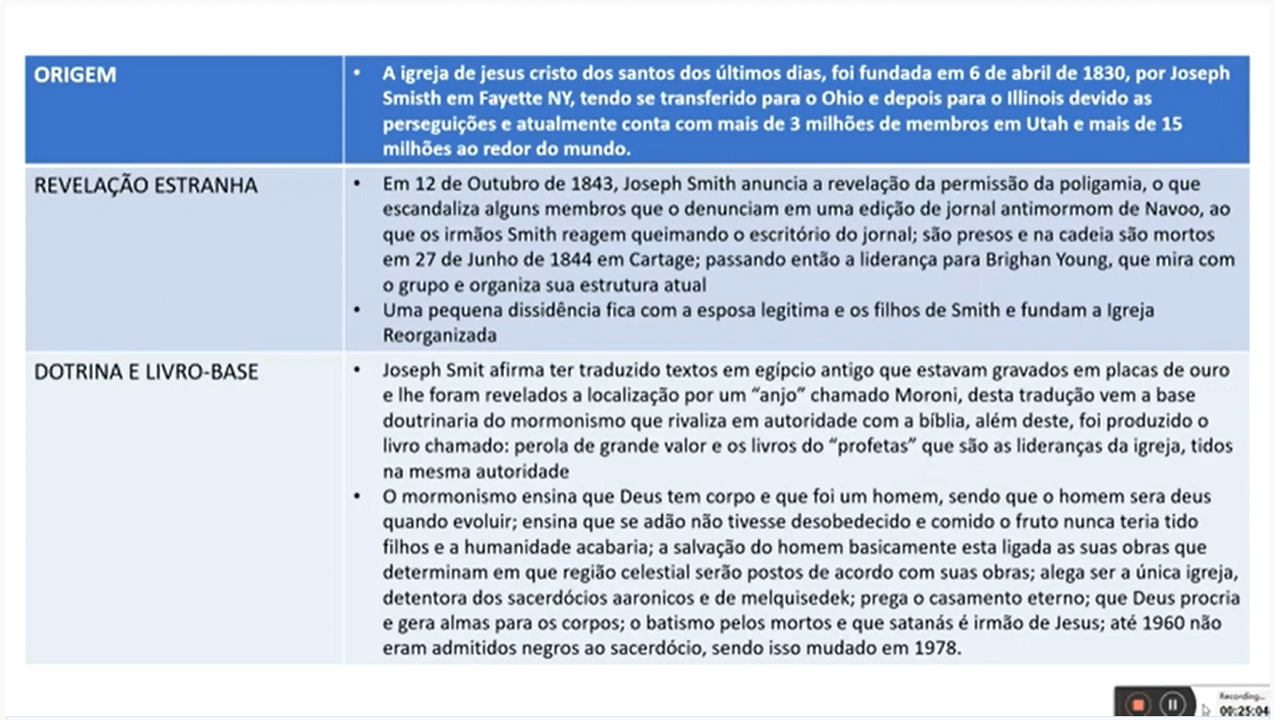 ORIGEM
• A igreja de jesus cristo dos santos dos últimos dias, foi fundada em 6 de abril de 1830, por Joseph
Smisth em Fayette NY, tendo se transferido para o Ohio e depois para o Illinois devido as
perseguições e atualmente conta com mais de 3 milhões de membros em Utah e mais de 15
milhões ao redor do mundo.
REVELAÇÃO ESTRANHA
• Em 12 de Outubro de 1843, Joseph Smith anuncia a revelação da permissão da poligamia, o que
escandaliza alguns membros que o denunciam em uma edição de jornal antimormom de Navoo, ao
que os irmãos Smith reagem queimando o escritório do jornal; são presos e na cadeia são mortos
em 27 de Junho de 1844 em Cartage; passando então a liderança para Brighan Young, que mira com
o grupo e organiza sua estrutura atual
• Uma pequena dissidência fica com a esposa legitima e os filhos de Smith e fundam a Igreja
Reorganizada
DOTRINA E LIVRO-BASE
• Joseph Smit afirma ter traduzido textos em egípcio antigo que estavam gravados em placas de ouro
e lhe foram revelados a localização por um “anjo” chamado Moroni, desta tradução vem a base
doutrinaria do mormonismo que rivaliza em autoridade com a bíblia, além deste, foi produzido o
livro chamado: perola de grande valor e os livros do “profetas” que são as lideranças da igreja, tidos
na mesma autoridade
• O mormonismo ensina que Deus tem corpo e que foi um homem, sendo que o homem sera deus
quando evoluir; ensina que se adão não tivesse desobedecido e comido o fruto nunca teria tido
filhos e a humanidade acabaria; a salvação do homem basicamente esta ligada as suas obras que
determinam em que região celestial serão postos de acordo com suas obras; alega ser a única igreja,
detentora dos sacerdócios aaronicos e de melquisedek; prega o casamento eterno; que Deus procria
e gera almas para os corpos; o batismo pelos mortos e que satanás é irmão de Jesus; até 1960 não
eram admitidos negros ao sacerdócio, sendo isso mudado em 1978.
Recording...
00:25:04